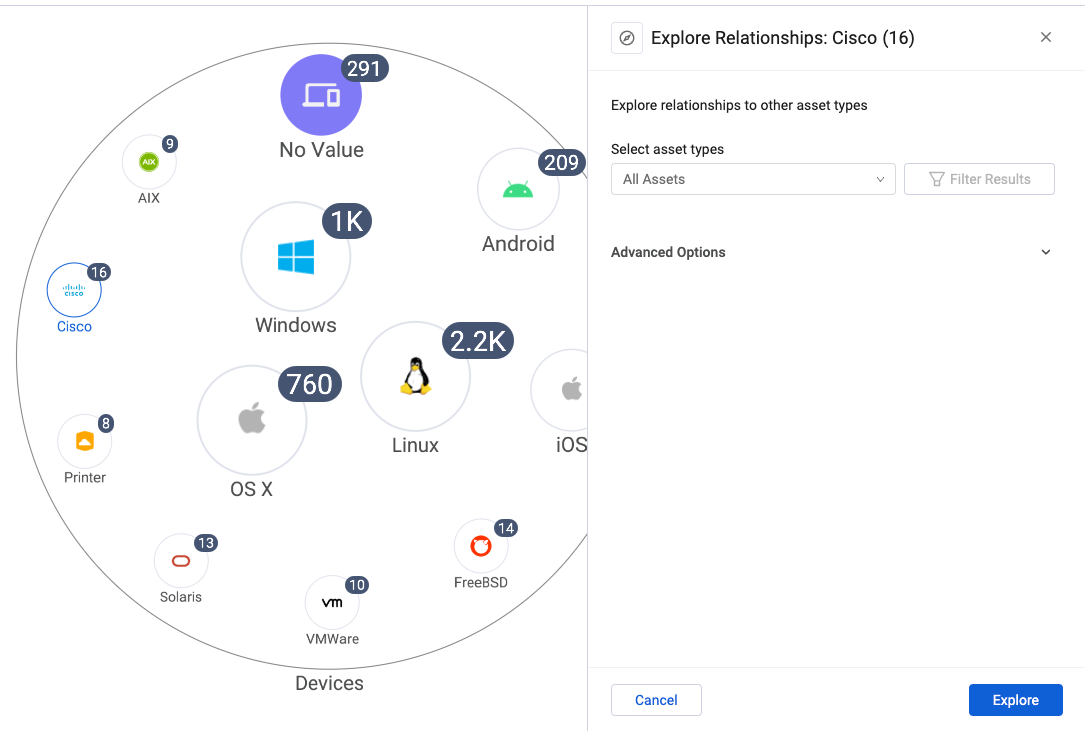 291
No Value
9
AIX
AIX
209
Android
1K
Windows
16
CISCO
Cisco
2.2K
Linux
760
OS X
iOS
8
Printer
13
Solaris
14
FreeBSD
10
vm
VMWare
Devices
Explore Relationships: Cisco (16)
Explore relationships to other asset types
Select asset types
All Assets
Filter Results
Advanced Options
Cancel
Explore